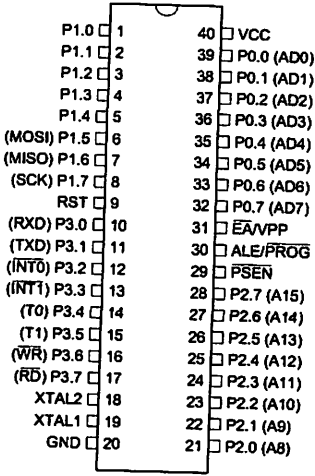 P1.0 1 40 VCC
P1.1 2 39 P0.0 (AD0)
P1.2 3 38 P0.1 (AD1)
P1.3 4 37 P0.2 (AD2)
P1.4 5 36 P0.3 (AD3)
(MOSI) P1.5 6 35 P0.4 (AD4)
(MISO) P1.6 7 34 P0.5 (AD5)
(SCK) P1.7 8 33 P0.6 (AD6)
RST 9 32 P0.7 (AD7)
(RXD) P3.0 10 31 E̅A̅/VPP
(TXD) P3.1 11 30 ALE/P̅R̅O̅G̅
(I̅N̅T̅0̅) P3.2 12 29 P̅S̅E̅N̅
(I̅N̅T̅1̅) P3.3 13 28 P2.7 (A15)
(T0) P3.4 14 27 P2.6 (A14)
(T1) P3.5 15 26 P2.5 (A13)
(W̅R̅) P3.6 16 25 P2.4 (A12)
(R̅D̅) P3.7 17 24 P2.3 (A11)
XTAL2 18 23 P2.2 (A10)
XTAL1 19 22 P2.1 (A9)
GND 20 21 P2.0 (A8)